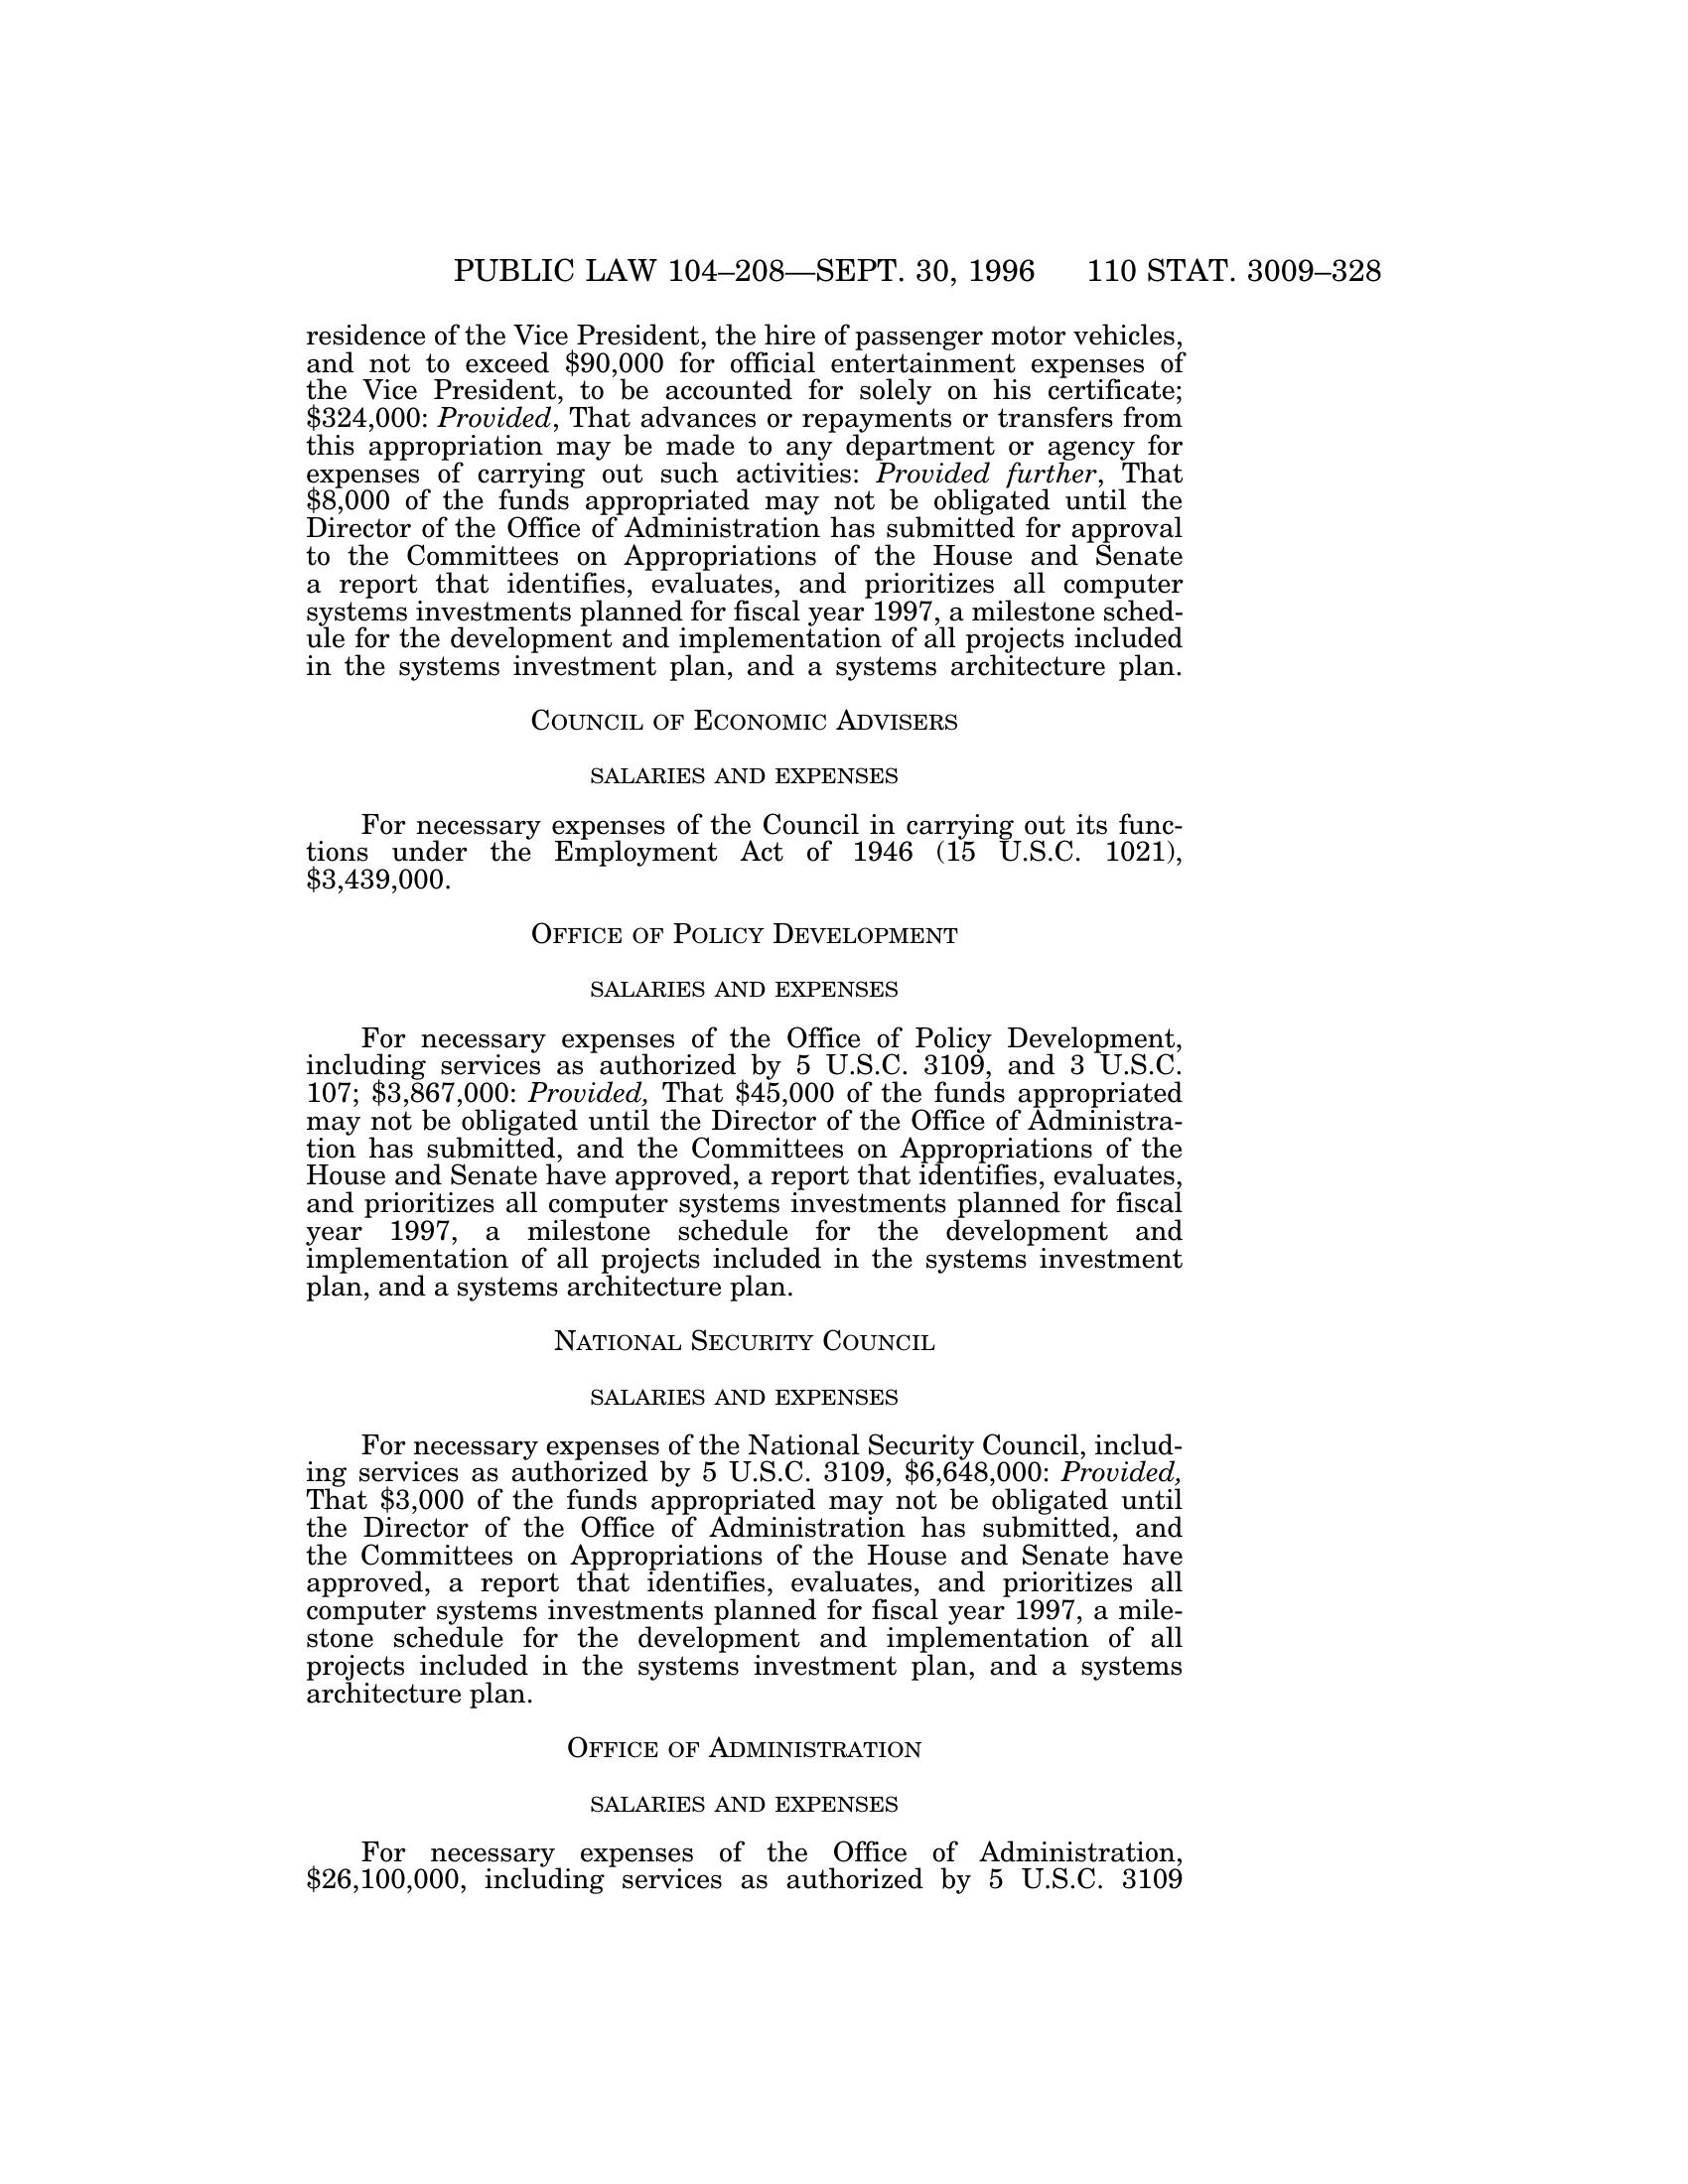 PUBLIC LAW 104–208—SEPT. 30, 1996 110 STAT. 3009–328
residence of the Vice President, the hire of passenger motor vehicles,
and not to exceed $90,000 for official entertainment expenses of
the Vice President, to be accounted for solely on his certificate;
$324,000: Provided, That advances or repayments or transfers from
this appropriation may be made to any department or agency for
expenses of carrying out such activities: Provided further, That
$8,000 of the funds appropriated may not be obligated until the
Director of the Office of Administration has submitted for approval
to the Committees on Appropriations of the House and Senate
a report that identifies, evaluates, and prioritizes all computer
systems investments planned for fiscal year 1997, a milestone sched-
ule for the development and implementation of all projects included
in the systems investment plan, and a systems architecture plan.
COUNCIL OF ECONOMIC ADVISERS
SALARIES AND EXPENSES
For necessary expenses of the Council in carrying out its func-
tions under the Employment Act of 1946 (15 U.S.C. 1021),
$3,439,000.
OFFICE OF POLICY DEVELOPMENT
SALARIES AND EXPENSES
For necessary expenses of the Office of Policy Development,
including services as authorized by 5 U.S.C. 3109, and 3 U.S.C.
107; $3,867,000: Provided, That $45,000 of the funds appropriated
may not be obligated until the Director of the Office of Administra-
tion has submitted, and the Committees on Appropriations of the
House and Senate have approved, a report that identifies, evaluates,
and prioritizes all computer systems investments planned for fiscal
year 1997, a milestone schedule for the development and
implementation of all projects included in the systems investment
plan, and a systems architecture plan.
NATIONAL SECURITY COUNCIL
SALARIES AND EXPENSES
For necessary expenses of the National Security Council, includ-
ing services as authorized by 5 U.S.C. 3109, $6,648,000: Provided,
That $3,000 of the funds appropriated may not be obligated until
the Director of the Office of Administration has submitted, and
the Committees on Appropriations of the House and Senate have
approved, a report that identifies, evaluates, and prioritizes all
computer systems investments planned for fiscal year 1997, a mile-
stone schedule for the development and implementation of all
projects included in the systems investment plan, and a systems
architecture plan.
OFFICE OF ADMINISTRATION
SALARIES AND EXPENSES
For necessary expenses of the Office of Administration,
$26,100,000, including services as authorized by 5 U.S.C. 3109